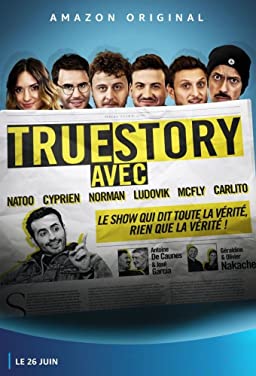 AMAZON ORIGINAL
TRUESTORY
AVEC
NATOO CYPRIEN NORMAN LUDOVIK MCFLY CARLITO
LE SHOW QUI DIT TOUTE LA VÉRITÉ,
RIEN QUE LA VÉRITÉ !
Antoine
De Caunes
& José
Garcia
Géraldine
& Olivier
Nakache
LE 26 JUIN